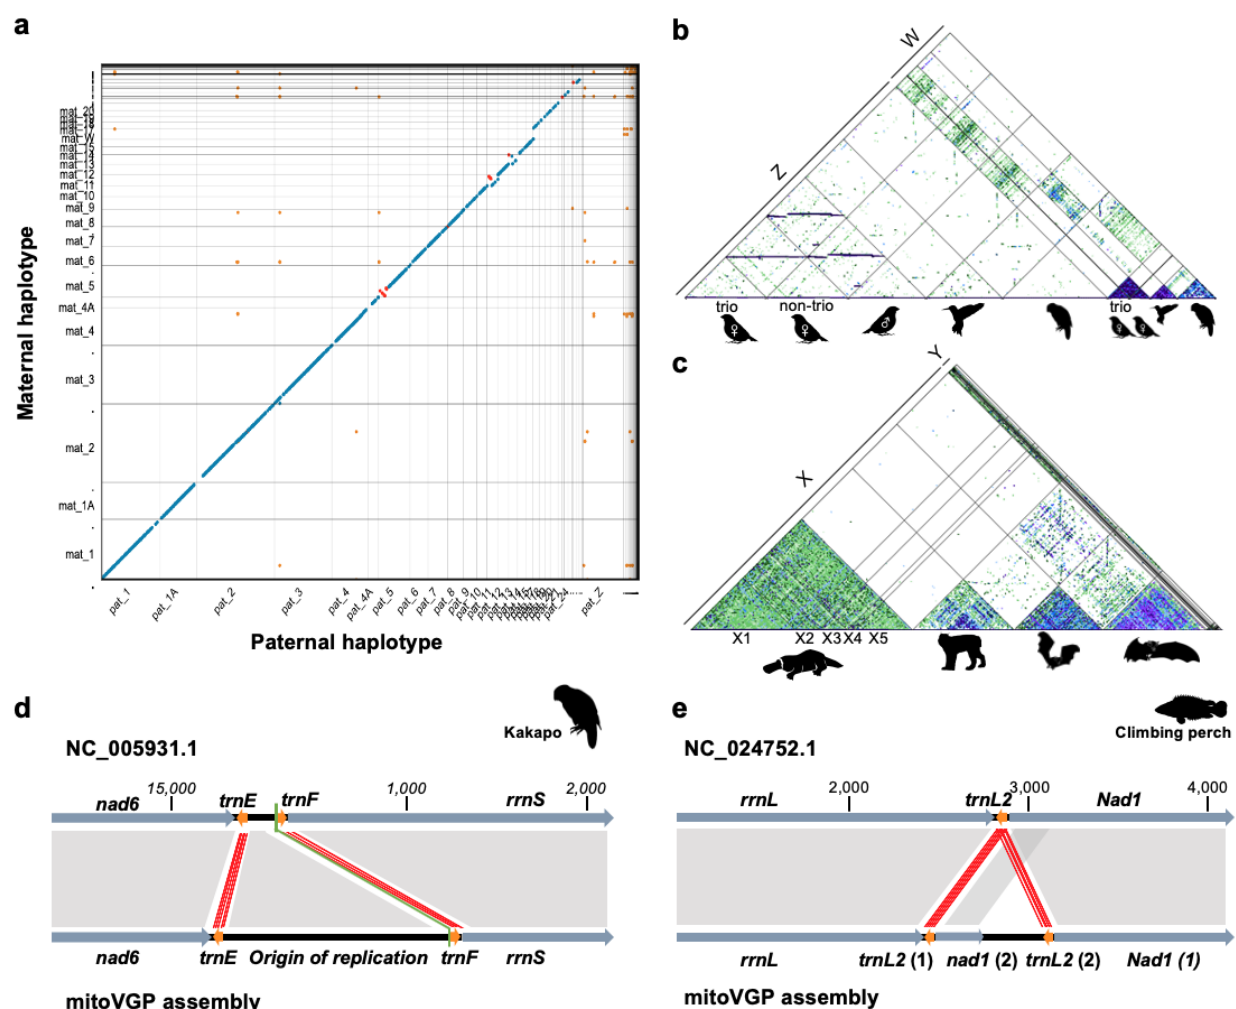 a
Maternal haplotype
mat_20
mat_W
mat_14
mat_13
mat_12
mat_11
mat_10
mat_9
mat_8
mat_7
mat_6
mat_5
mat_4A
mat_4
mat_3
mat_2
mat_1A
mat_1
pat_1
pat_1A
pat_2
pat_3
pat_4
pat_4A
pat_5
pat_6
pat_7
pat_8
pat_9
pat_10
pat_11
pat_12
pat_24
pat_Z
Paternal haplotype
b
W
Z
trio
non-trio
trio
c
Y
X
X1 X2 X3 X4 X5
d
Kakapo
NC_005931.1
15,000 1,000 2,000
nad6 trnE trnF rrnS
nad6 trnE Origin of replication trnF rrnS
mitoVGP assembly
e
Climbing perch
NC_024752.1
2,000 3,000 4,000
rrnL trnL2 Nad1
rrnL trnL2 (1) nad1 (2) trnL2 (2) Nad1 (1)
mitoVGP assembly